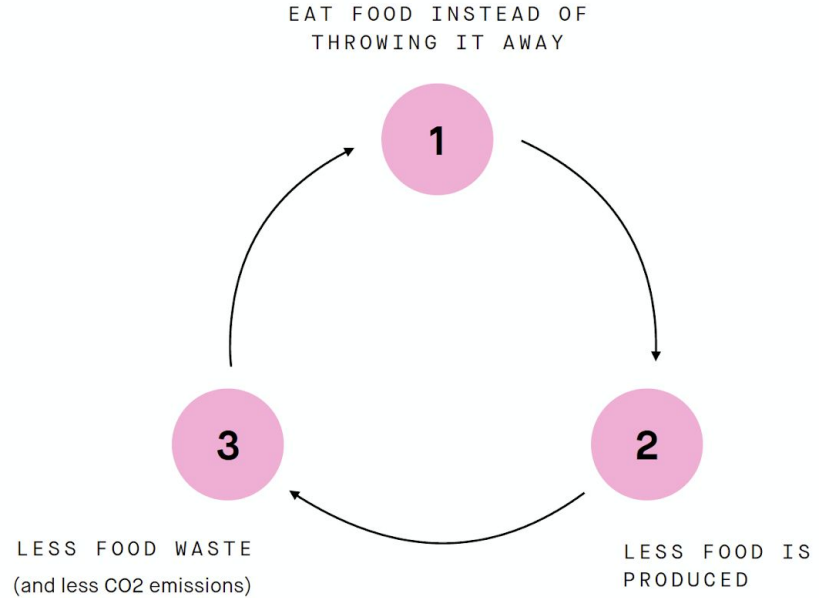 EAT FOOD INSTEAD OF
THROWING IT AWAY
1
2
3
LESS FOOD IS
PRODUCED
LESS FOOD WASTE
(and less CO2 emissions)